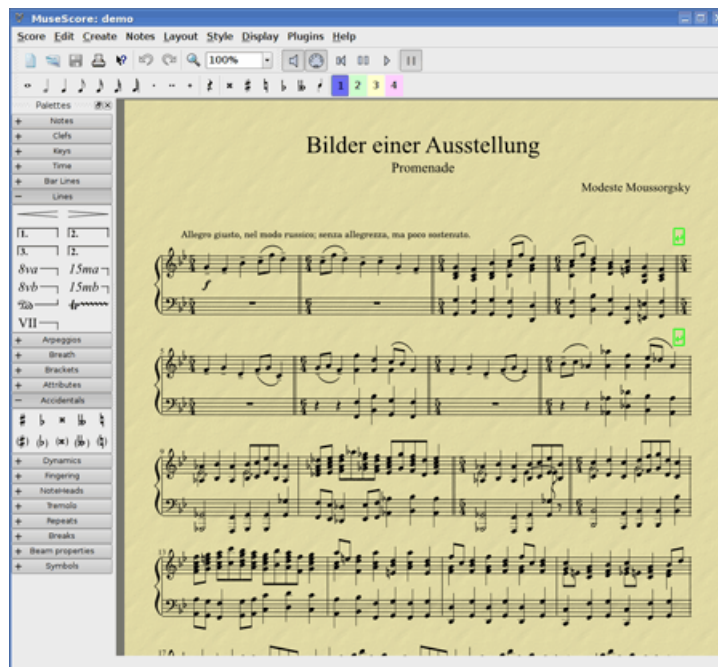 MuseScore: demo
Score Edit Create Notes Layout Style Display Plugins Help
100%
1 2 3 4
Palettes
+ Notes
+ Clefs
+ Keys
+ Time
+ Bar Lines
− Lines
1. 2.
3. 2.
8va 15ma
8vb 15mb
VII
+ Arpeggios
+ Breath
+ Brackets
+ Attributes
− Accidentals
+ Dynamics
+ Fingering
+ NoteHeads
+ Tremolo
+ Repeats
+ Breaks
+ Beam properties
+ Symbols
Bilder einer Ausstellung
Promenade
Modeste Moussorgsky
Allegro giusto, nel modo russico; senza allegrezza, ma poco sostenuto.
f
13
17